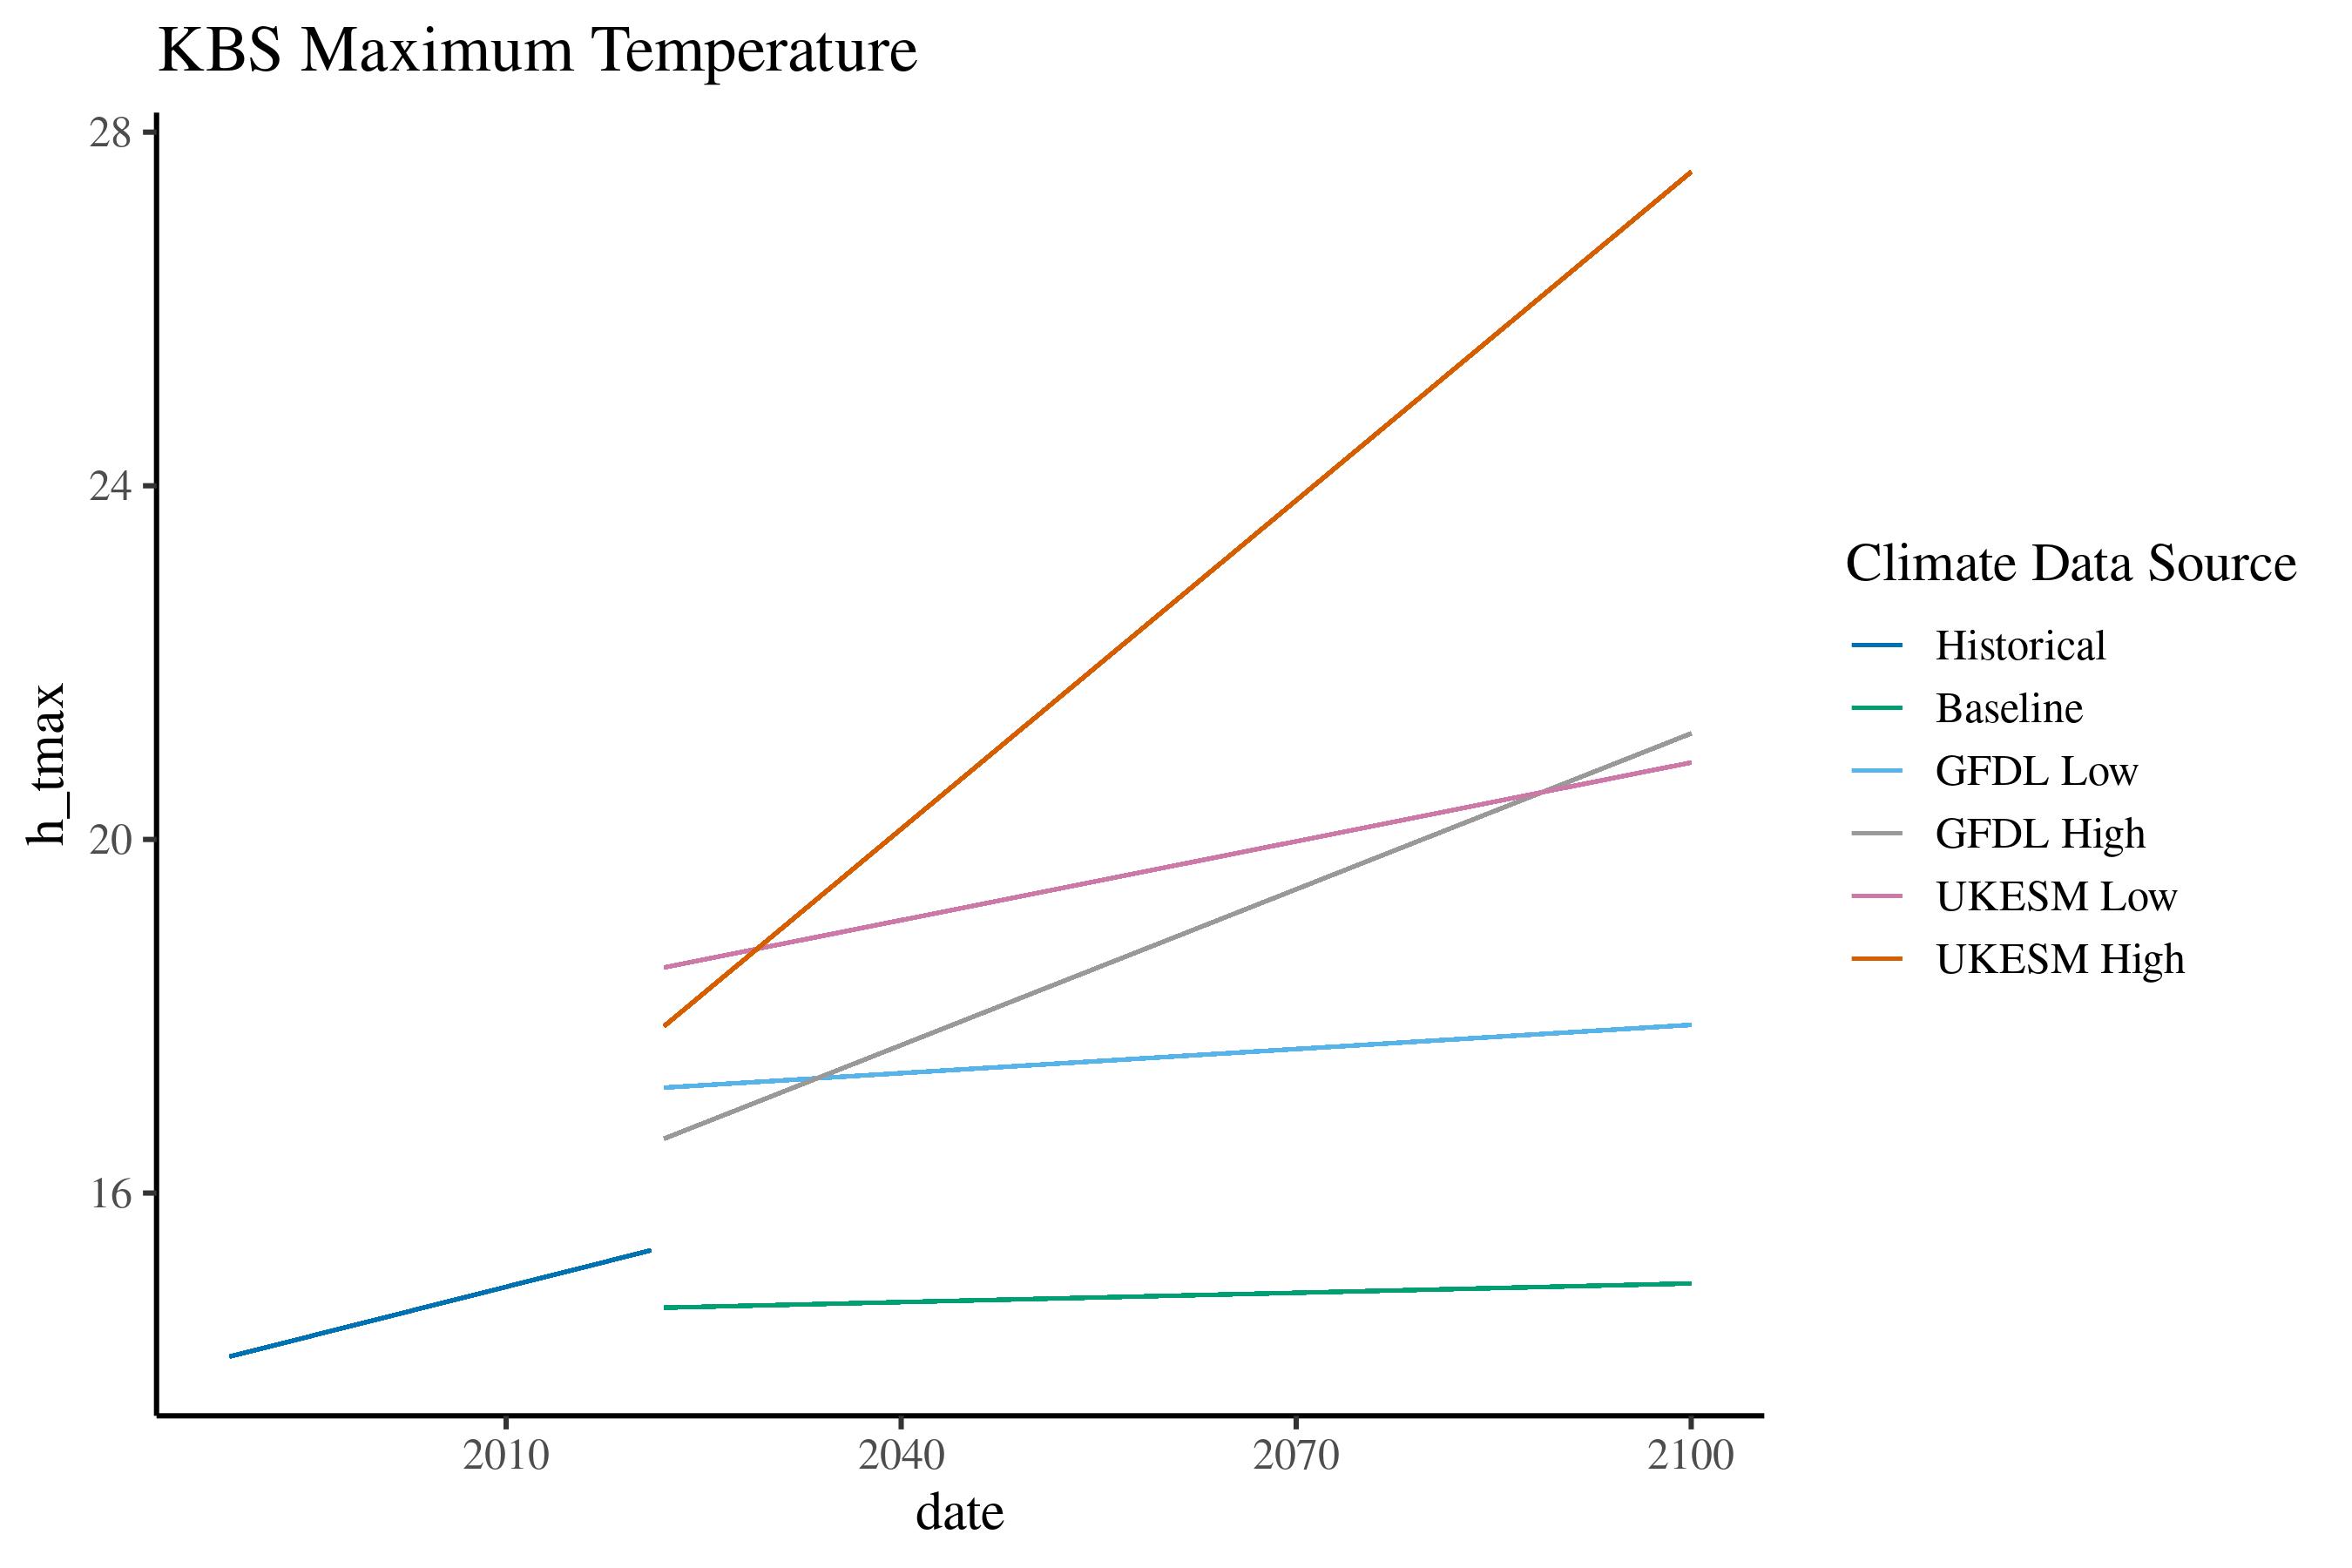 KBS Maximum Temperature
28
24
20
16
h_tmax
2010
2040
2070
2100
date
Climate Data Source
Historical
Baseline
GFDL Low
GFDL High
UKESM Low
UKESM High